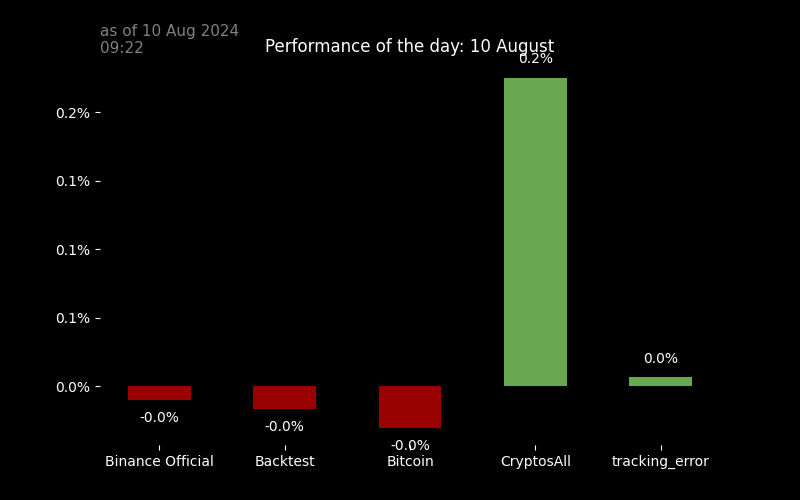 as of 10 Aug 2024
09:22
Performance of the day: 10 August
0.2%
0.2%
0.1%
0.1%
0.1%
0.0%
0.0%
-0.0%
-0.0%
-0.0%
Binance Official
Backtest
Bitcoin
CryptosAll
tracking_error